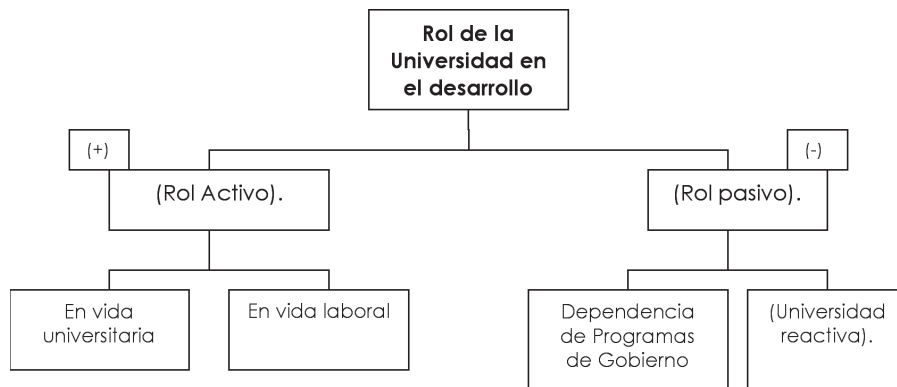 Rol de la
Universidad en
el desarrollo
(+)
(-)
(Rol Activo).
(Rol pasivo).
En vida
universitaria
En vida laboral
Dependencia
de Programas
de Gobierno
(Universidad
reactiva).